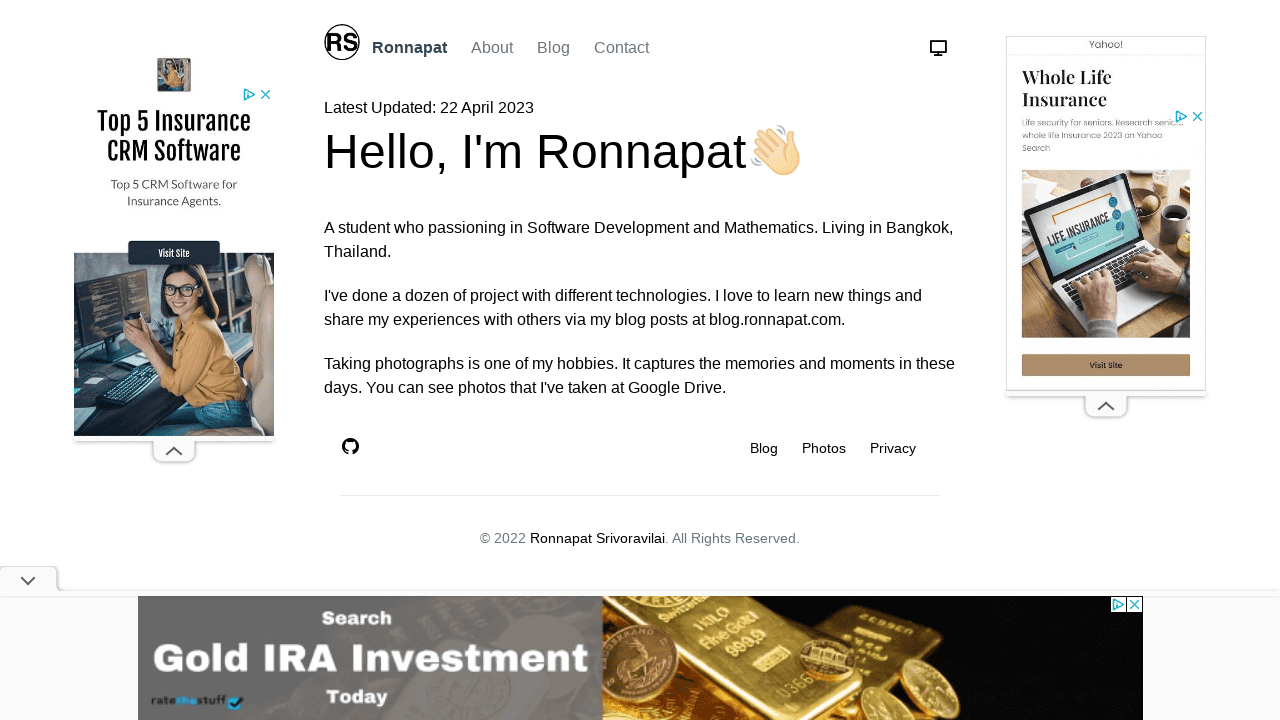 RS
Ronnapat About Blog Contact
Latest Updated: 22 April 2023
Hello, I'm Ronnapat
A student who passioning in Software Development and Mathematics. Living in Bangkok,
Thailand.
I've done a dozen of project with different technologies. I love to learn new things and
share my experiences with others via my blog posts at blog.ronnapat.com.
Taking photographs is one of my hobbies. It captures the memories and moments in these
days. You can see photos that I've taken at Google Drive.
Blog Photos Privacy
© 2022 Ronnapat Srivoravilai. All Rights Reserved.
Top 5 Insurance
CRM Software
Top 5 CRM Software for
Insurance Agents.
Visit Site
Yahoo!
Whole Life
Insurance
Life security for seniors. Research seniors
whole life Insurance 2023 on Yahoo
Search
LIFE INSURANCE
Visit Site
Search
Gold IRA Investment
Today
ratethestuff